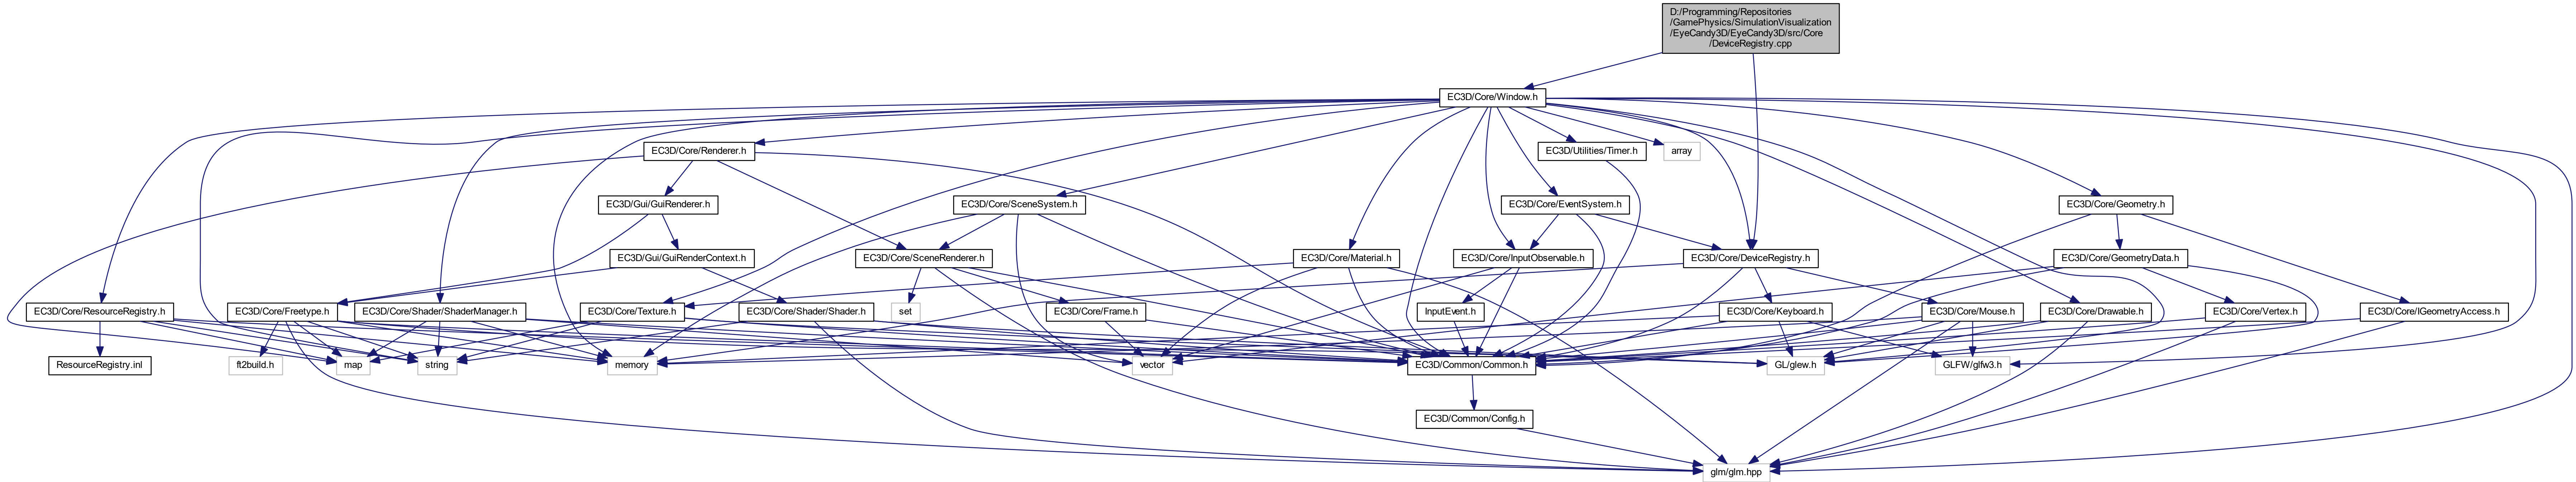 D:/Programming/Repositories
/GamePhysics/SimulationVisualization
/EyeCandy3D/EyeCandy3D/src/Core
/DeviceRegistry.cpp
EC3D/Core/Window.h
EC3D/Core/Renderer.h
EC3D/Utilities/Timer.h
array
EC3D/Gui/GuiRenderer.h
EC3D/Core/SceneSystem.h
EC3D/Core/EventSystem.h
EC3D/Core/Geometry.h
EC3D/Gui/GuiRenderContext.h
EC3D/Core/SceneRenderer.h
EC3D/Core/Material.h
EC3D/Core/InputObservable.h
EC3D/Core/DeviceRegistry.h
EC3D/Core/GeometryData.h
EC3D/Core/ResourceRegistry.h
EC3D/Core/Freetype.h
EC3D/Core/Shader/ShaderManager.h
EC3D/Core/Texture.h
EC3D/Core/Shader/Shader.h
set
EC3D/Core/Frame.h
InputEvent.h
EC3D/Core/Keyboard.h
EC3D/Core/Mouse.h
EC3D/Core/Drawable.h
EC3D/Core/Vertex.h
EC3D/Core/IGeometryAccess.h
ResourceRegistry.inl
ft2build.h
map
string
memory
vector
EC3D/Common/Common.h
GL/glew.h
GLFW/glfw3.h
EC3D/Common/Config.h
glm/glm.hpp